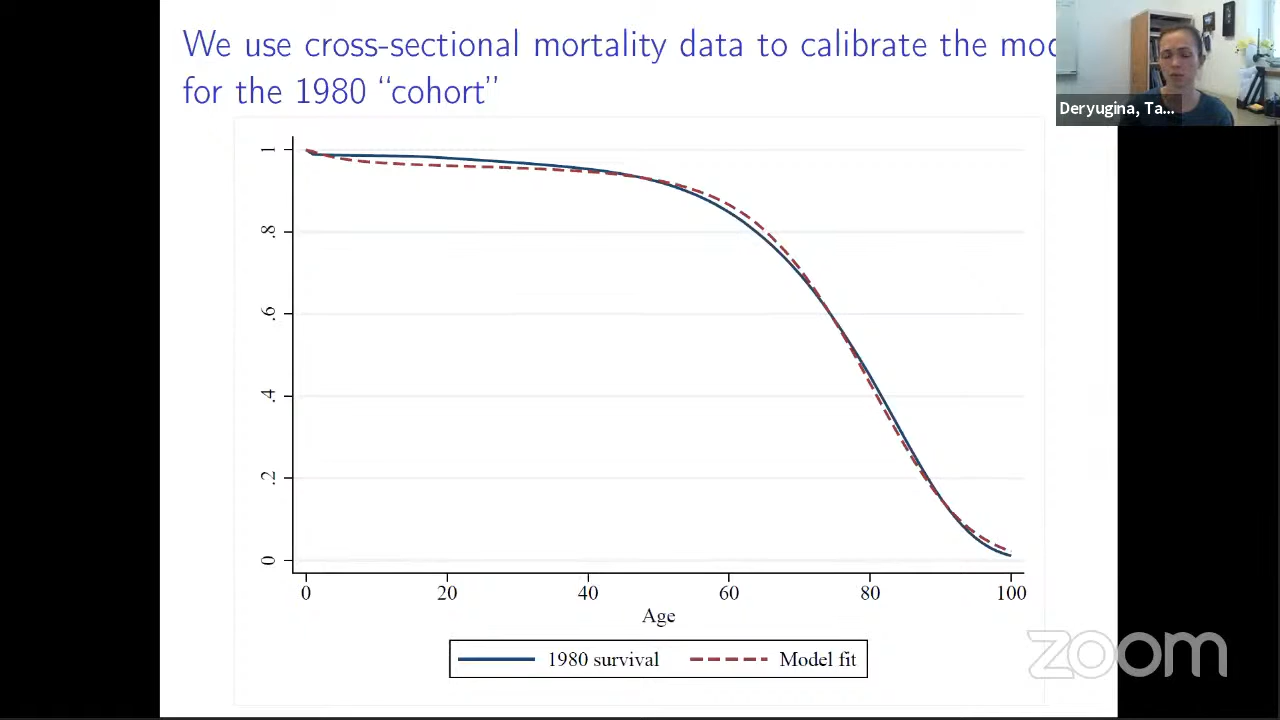 We use cross-sectional mortality data to calibrate the mod
for the 1980 “cohort”
Deryugina, Ta...
1
.8
.6
.4
.2
0
0 20 40 60 80 100
Age
1980 survival Model fit
zoom